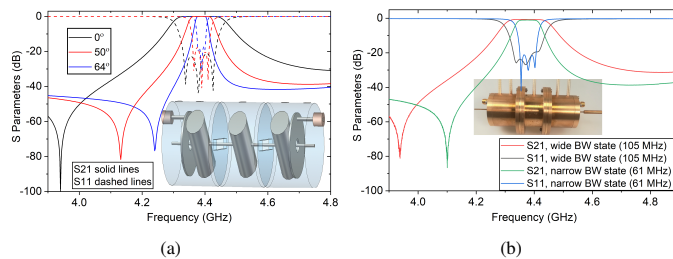 (a)
0
-20
-40
-60
-80
-100
S Parameters (dB)
0°
50°
64°
S21 solid lines
S11 dashed lines
4.0
4.2
4.4
4.6
4.8
Frequency (GHz)
(a)
(b)
0
-20
-40
-60
-80
-100
S Parameters (dB)
S21, wide BW state (105 MHz)
S11, wide BW state (105 MHz)
S21, narrow BW state (61 MHz)
S11, narrow BW state (61 MHz)
4.0
4.2
4.4
4.6
4.8
Frequency (GHz)
(b)